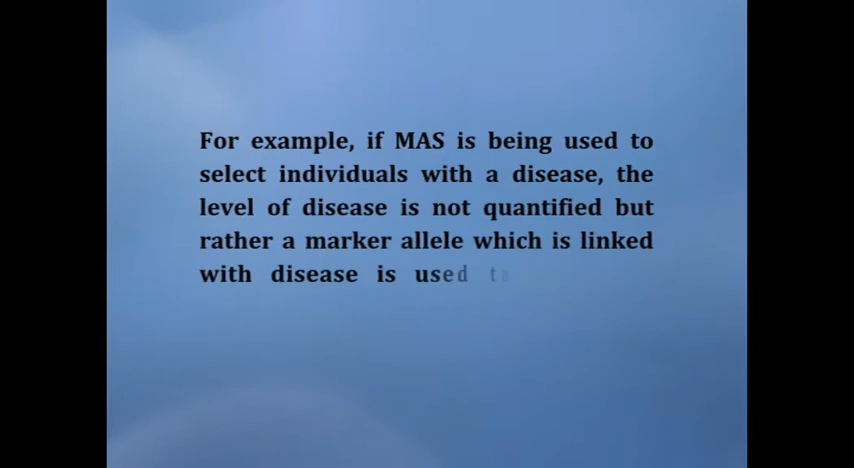 For example, if MAS is being used to
select individuals with a disease, the
level of disease is not quantified but
rather a marker allele which is linked
with disease is used